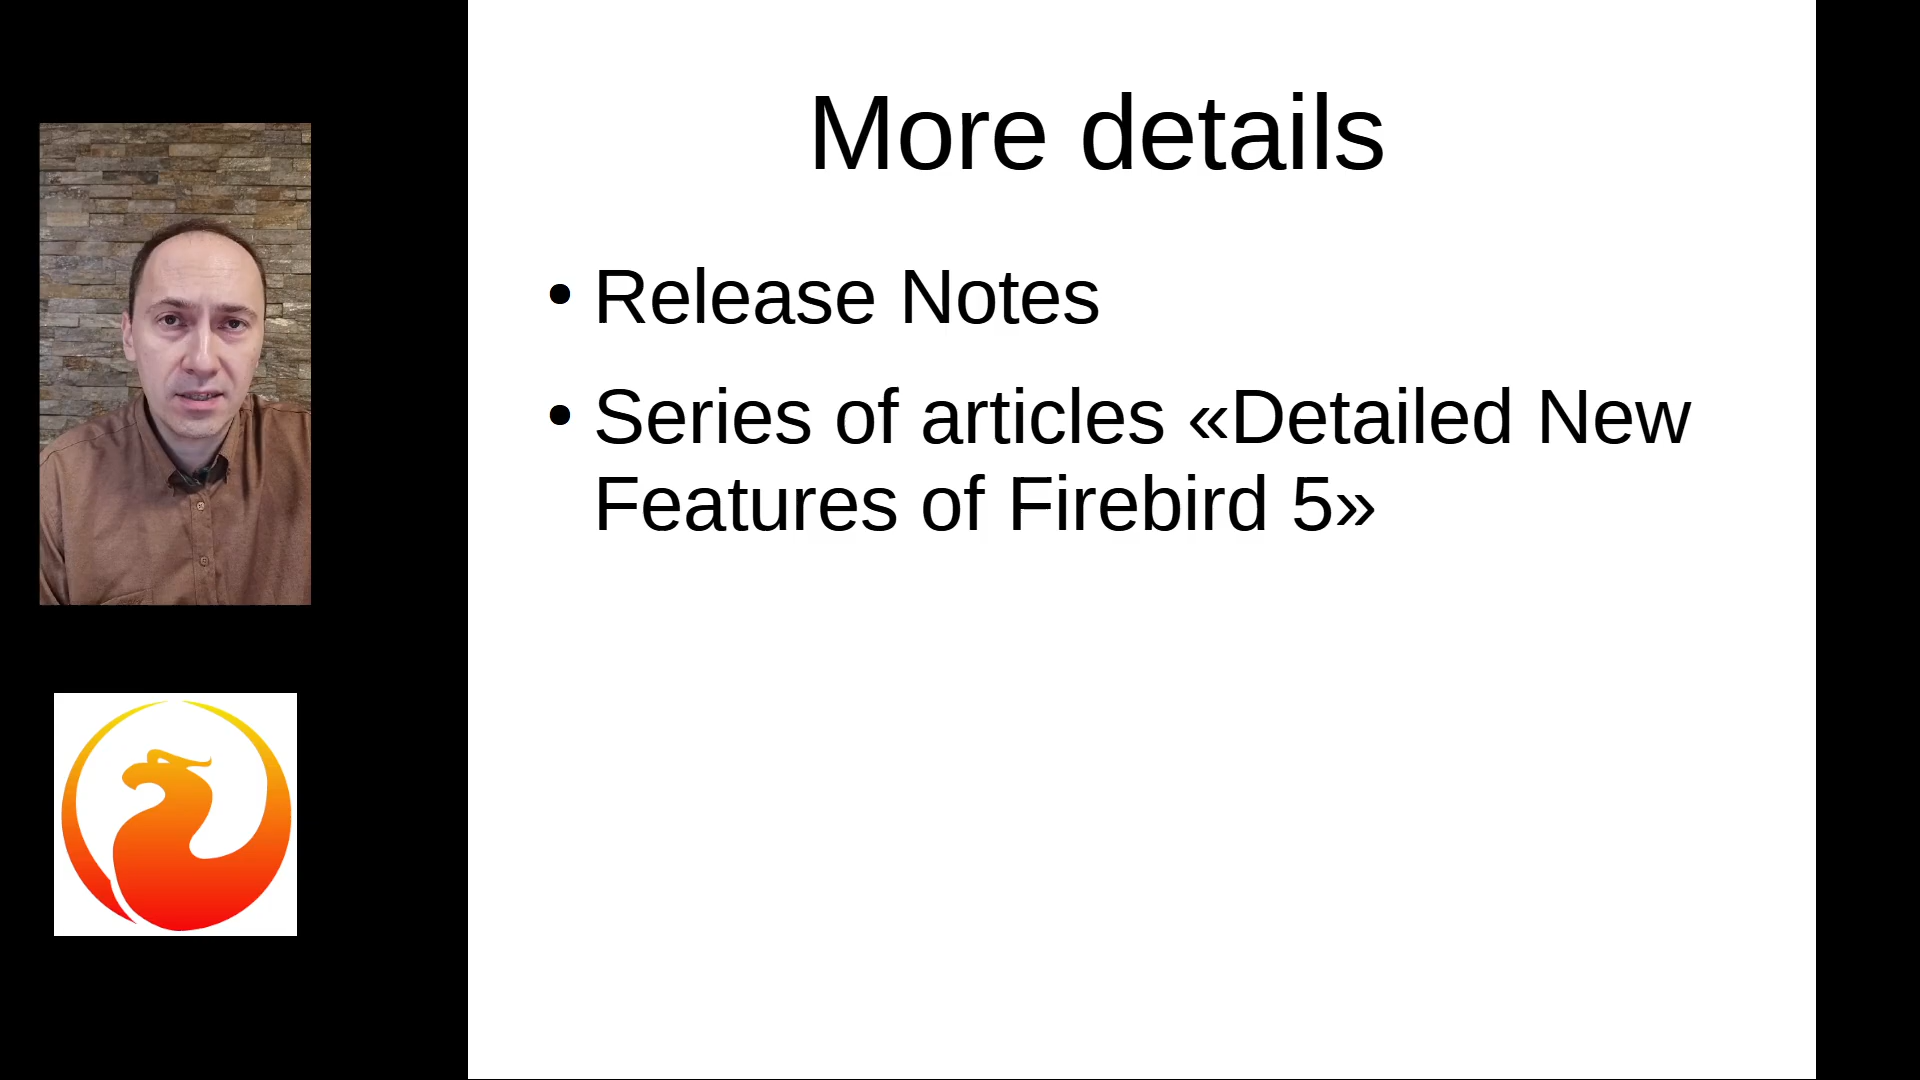 More details
• Release Notes
• Series of articles «Detailed New
Features of Firebird 5»